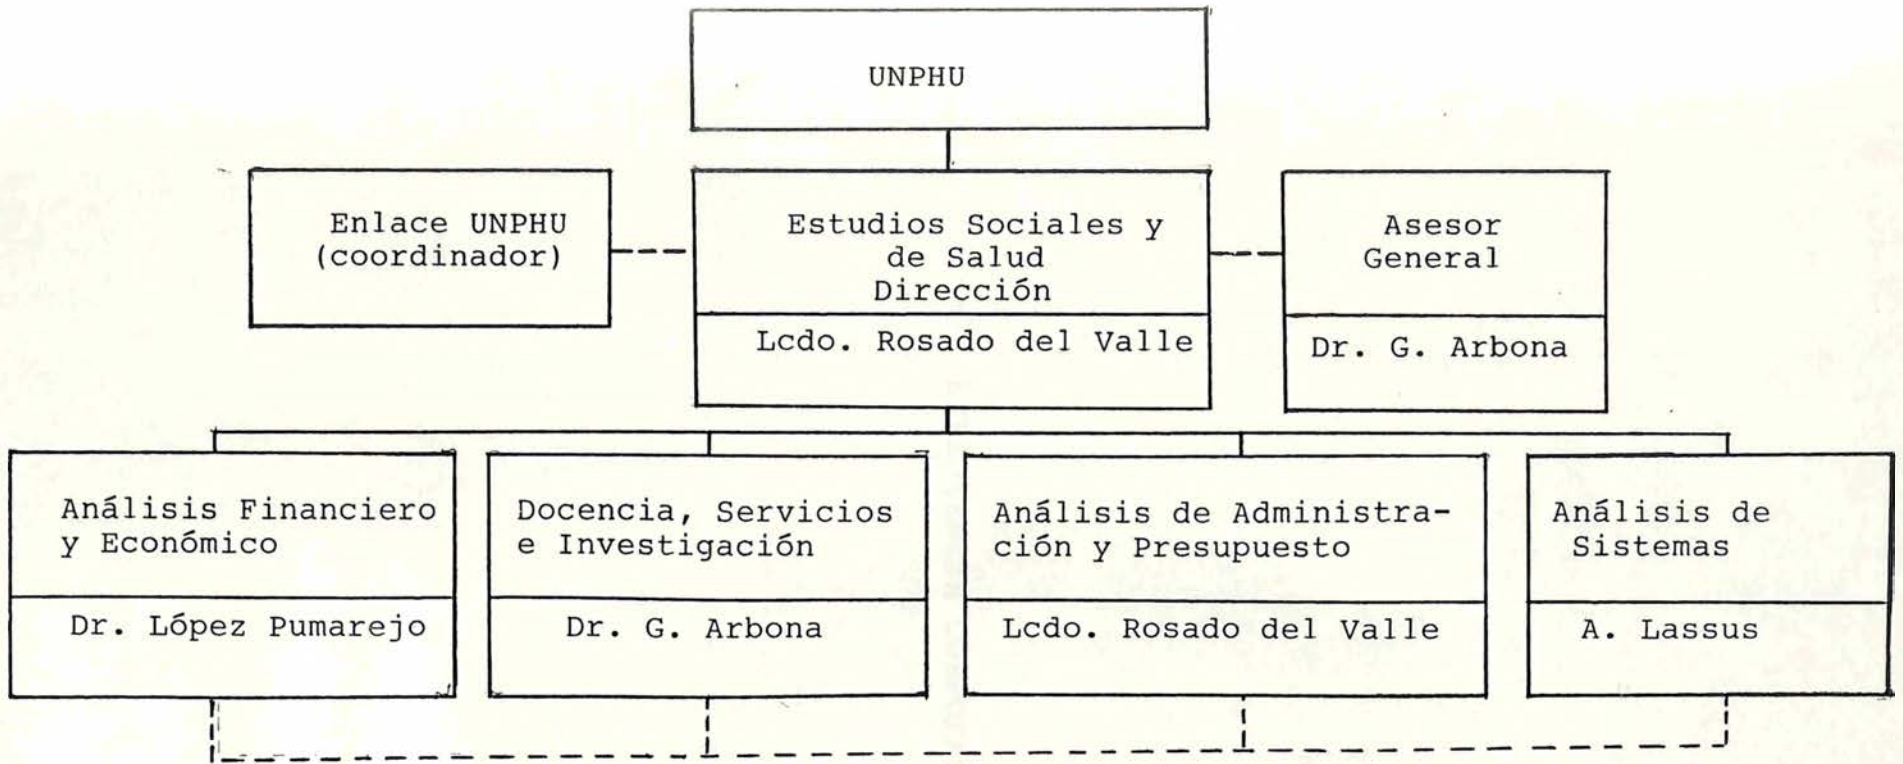 UNPHU
Enlace UNPHU
(coordinador)
Estudios Sociales y
de Salud
Dirección
Lcdo. Rosado del Valle
Asesor
General
Dr. G. Arbona
Análisis Financiero
y Económico
Dr. López Pumarejo
Docencia, Servicios
e Investigación
Dr. G. Arbona
Análisis de Administra-
ción y Presupuesto
Lcdo. Rosado del Valle
Análisis de
Sistemas
A. Lassus